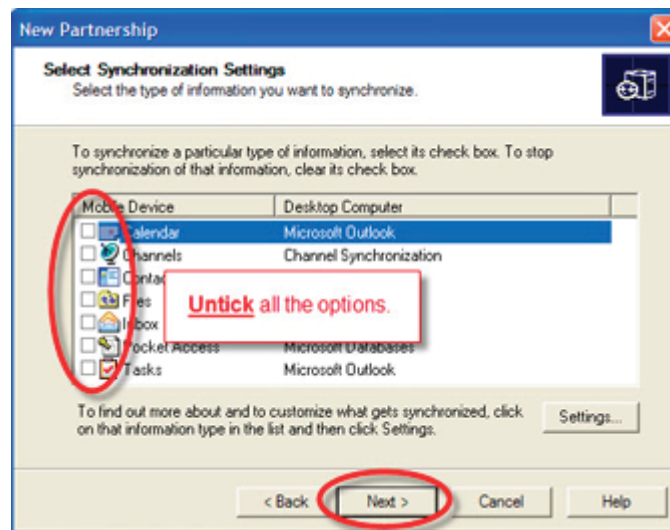 New Partnership
Select Synchronization Settings
Select the type of information you want to synchronize.
To synchronize a particular type of information, select its check box. To stop
synchronization of that information, clear its check box.
Mobile Device Desktop Computer
Calendar Microsoft Outlook
Channels Channel Synchronization
Conta
Files
Untick all the options.
Inbox
Pocket Access Microsoft Databases
Tasks Microsoft Outlook
To find out more about and to customize what gets synchronized, click
on that information type in the list and then click Settings.
Settings...
< Back Next > Cancel Help